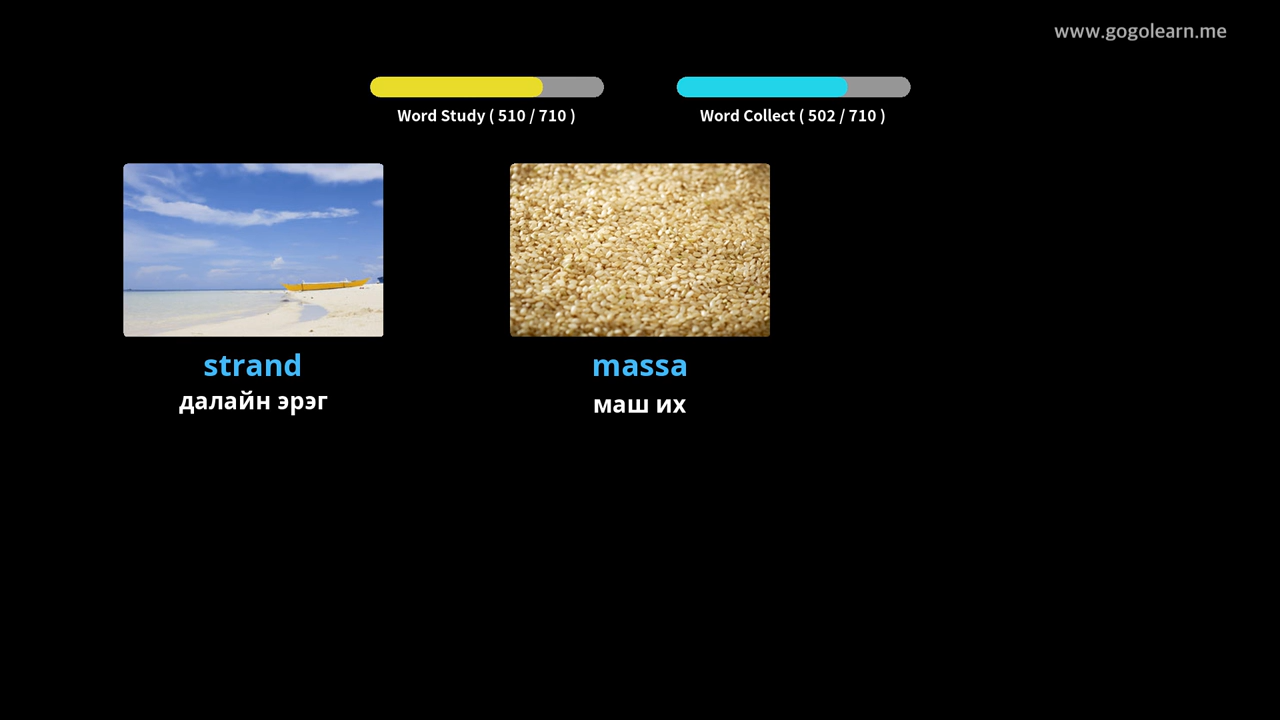 www.gogolearn.me
Word Study ( 510 / 710 )
Word Collect ( 502 / 710 )
strand
далайн эрэг
massa
маш их